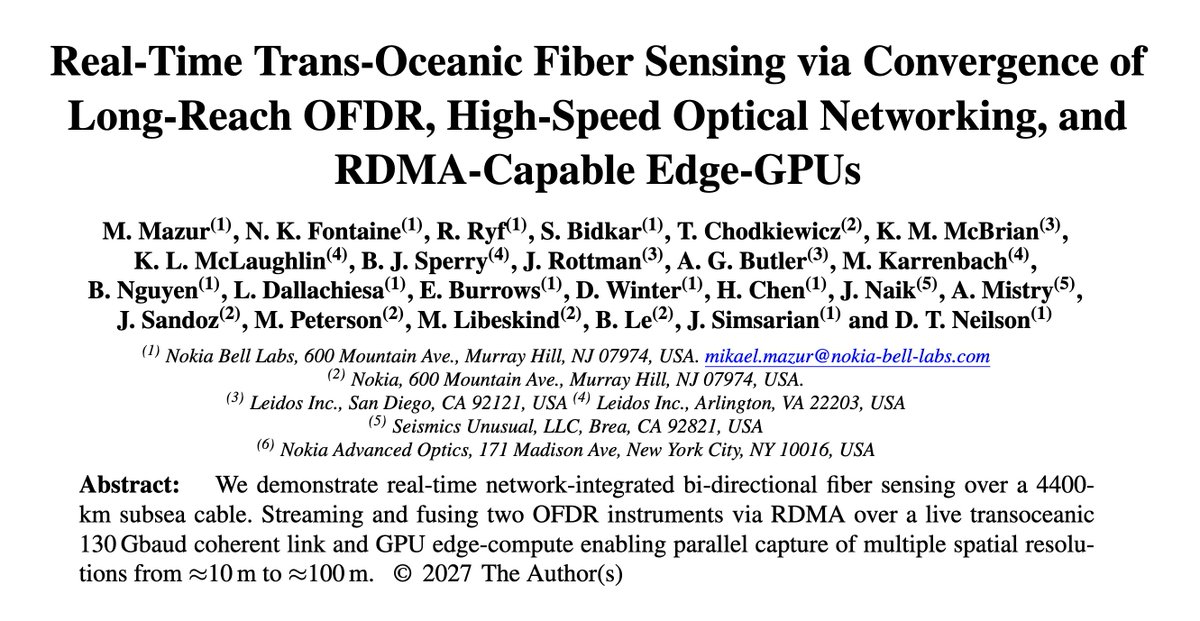 Real-Time Trans-Oceanic Fiber Sensing via Convergence of
Long-Reach OFDR, High-Speed Optical Networking, and
RDMA-Capable Edge-GPUs
M. Mazur(1), N. K. Fontaine(1), R. Ryf(1), S. Bidkar(1), T. Chodkiewicz(2), K. M. McBrian(3),
K. L. McLaughlin(4), B. J. Sperry(4), J. Rottman(3), A. G. Butler(3), M. Karrenbach(4),
B. Nguyen(1), L. Dallachiesa(1), E. Burrows(1), D. Winter(1), H. Chen(1), J. Naik(5), A. Mistry(5),
J. Sandoz(2), M. Peterson(2), M. Libeskind(2), B. Le(2), J. Simsarian(1) and D. T. Neilson(1)
(1) Nokia Bell Labs, 600 Mountain Ave., Murray Hill, NJ 07974, USA. mikael.mazur@nokia-bell-labs.com
(2) Nokia, 600 Mountain Ave., Murray Hill, NJ 07974, USA.
(3) Leidos Inc., San Diego, CA 92121, USA (4) Leidos Inc., Arlington, VA 22203, USA
(5) Seismics Unusual, LLC, Brea, CA 92821, USA
(6) Nokia Advanced Optics, 171 Madison Ave, New York City, NY 10016, USA
Abstract: We demonstrate real-time network-integrated bi-directional fiber sensing over a 4400-
km subsea cable. Streaming and fusing two OFDR instruments via RDMA over a live transoceanic
130 Gbaud coherent link and GPU edge-compute enabling parallel capture of multiple spatial resolu-
tions from ≈10 m to ≈100 m. © 2027 The Author(s)